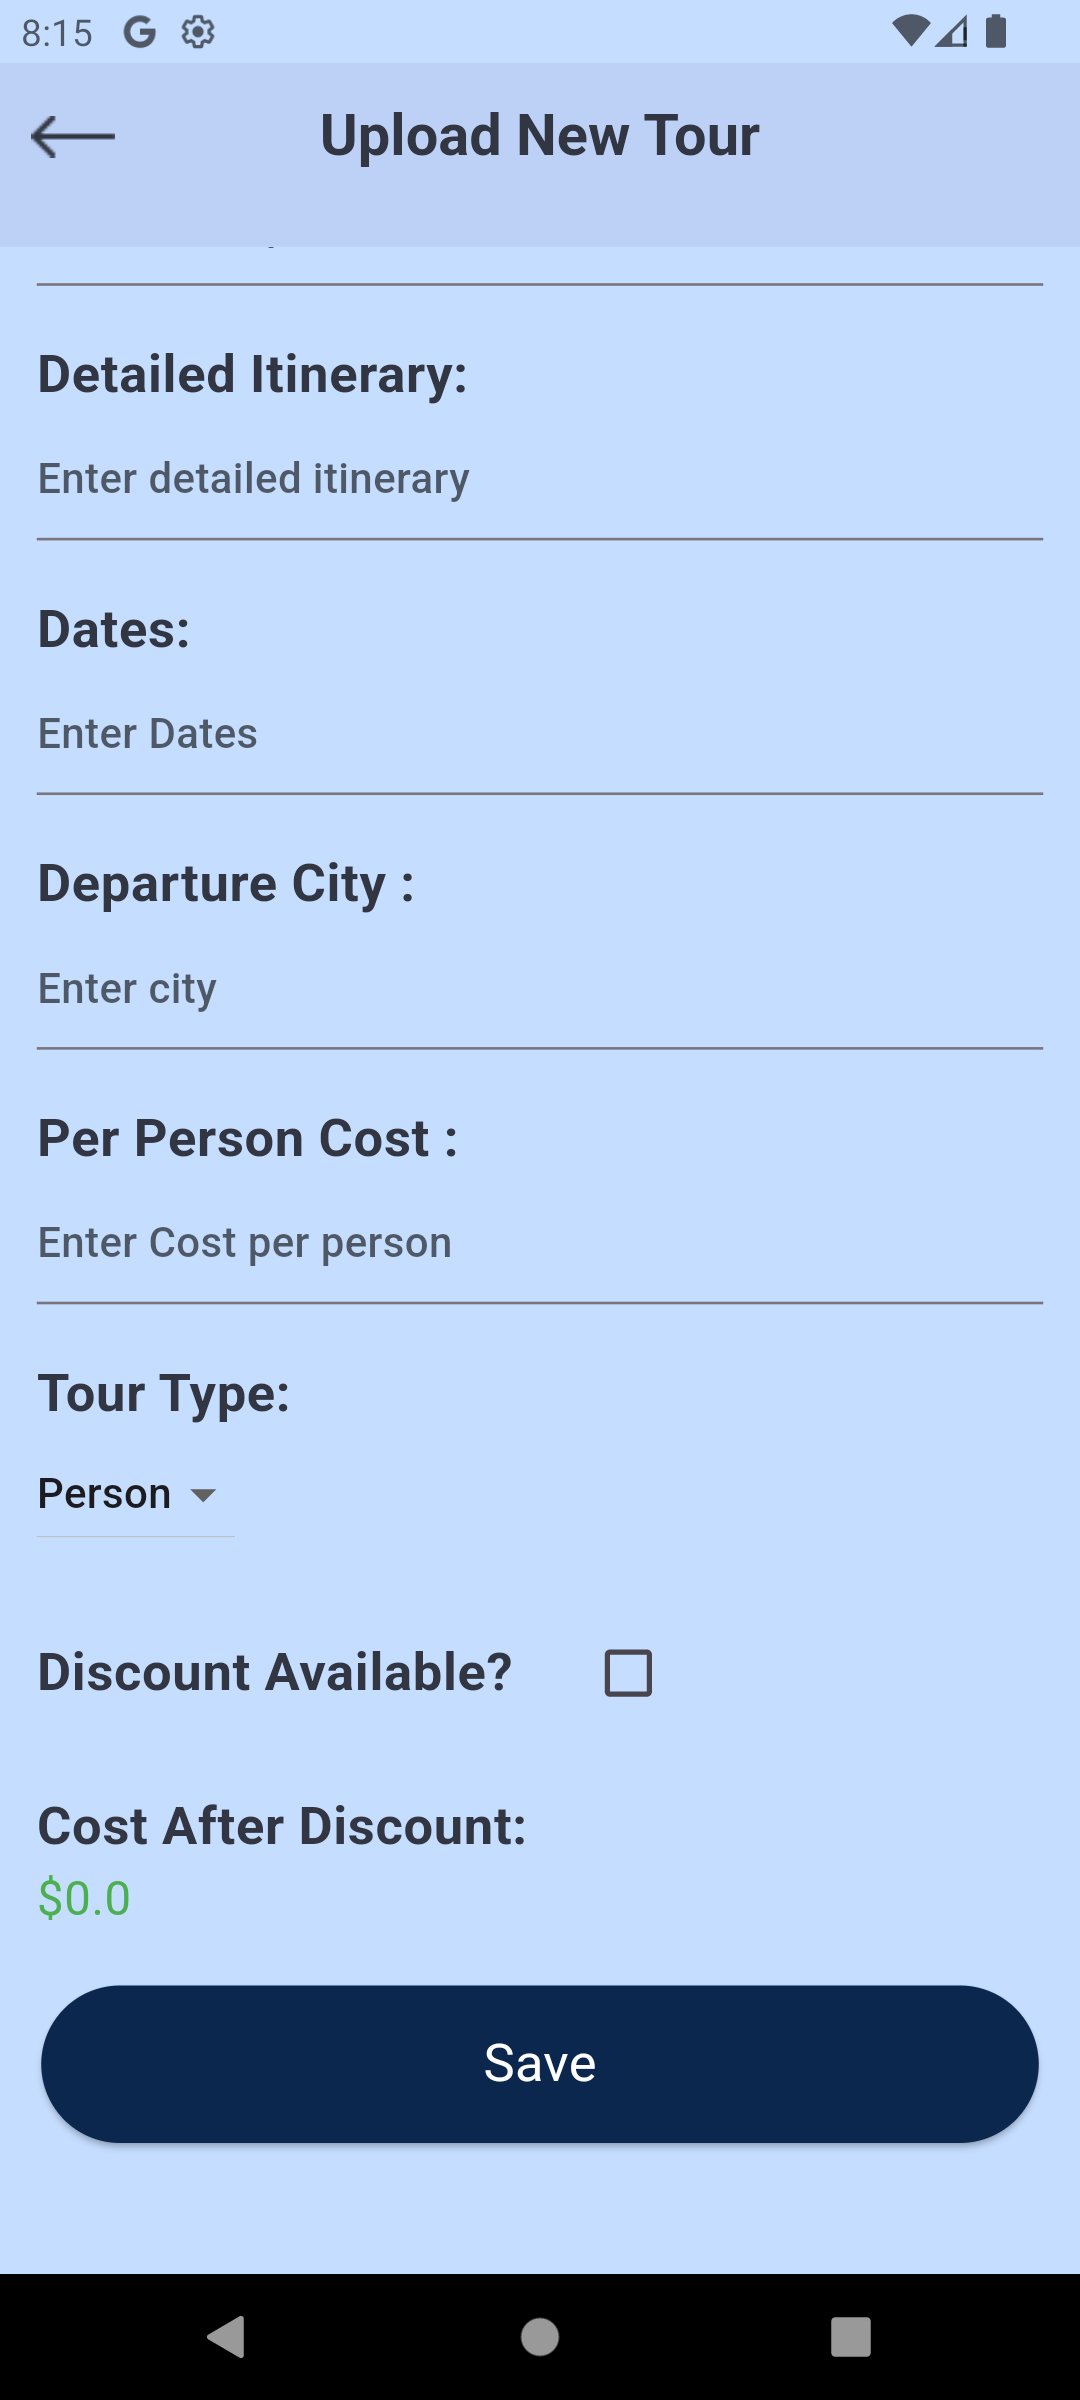 8:15
Upload New Tour
Detailed Itinerary:
Enter detailed itinerary
Dates:
Enter Dates
Departure City :
Enter city
Per Person Cost :
Enter Cost per person
Tour Type:
Person
Discount Available?
Cost After Discount:
$0.0
Save